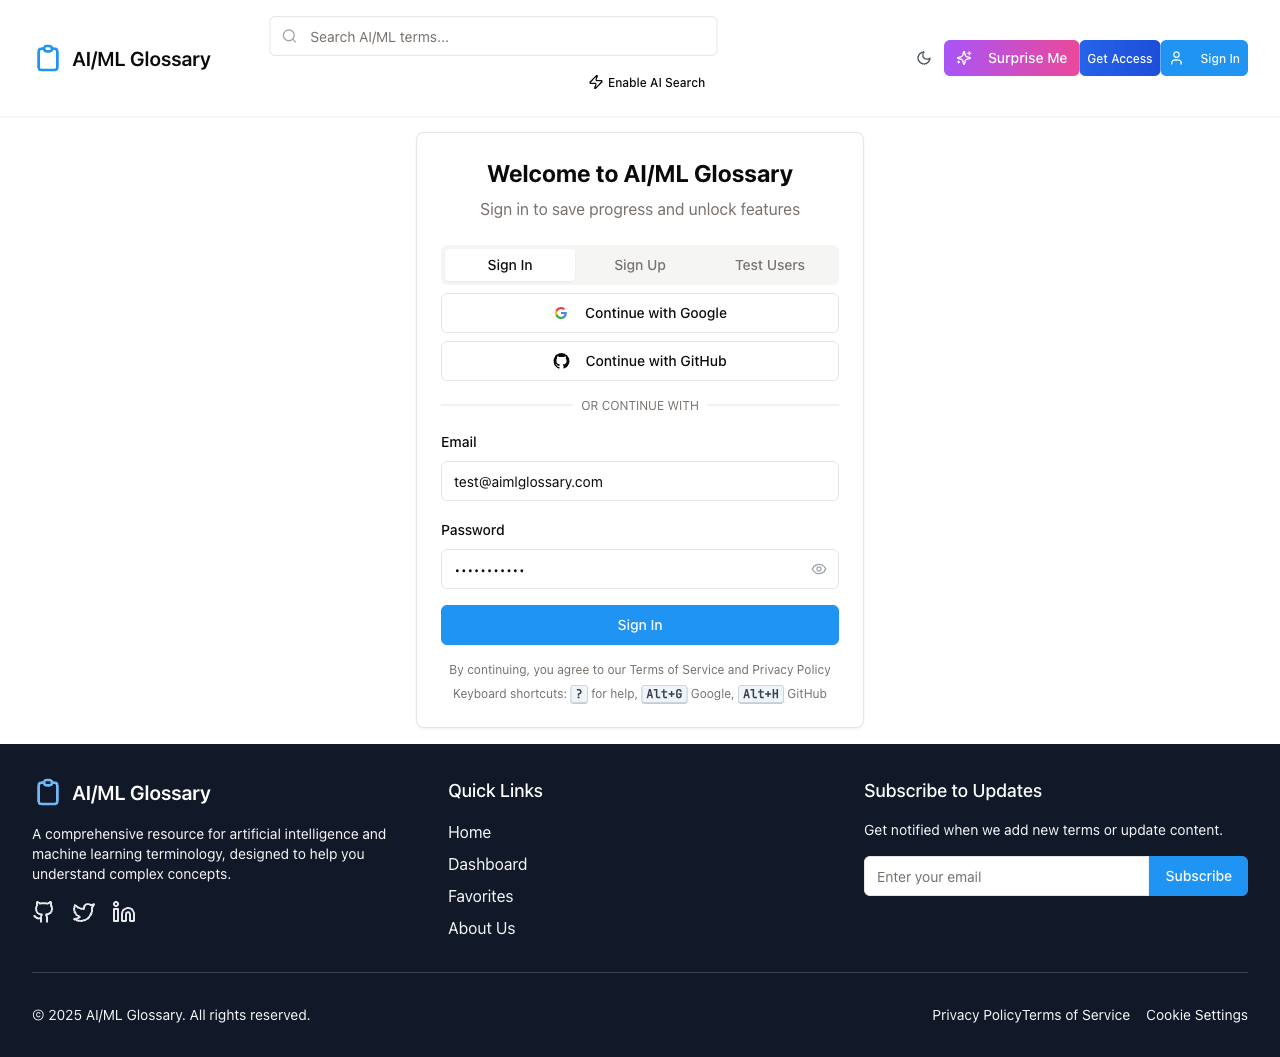 AI/ML Glossary
Search AI/ML terms...
Enable AI Search
Surprise Me
Get Access
Sign In
Welcome to AI/ML Glossary
Sign in to save progress and unlock features
Sign In
Sign Up
Test Users
Continue with Google
Continue with GitHub
OR CONTINUE WITH
Email
test@aimlglossary.com
Password
•••••••••••
Sign In
By continuing, you agree to our Terms of Service and Privacy Policy
Keyboard shortcuts: ? for help, Alt+G Google, Alt+H GitHub
AI/ML Glossary
A comprehensive resource for artificial intelligence and
machine learning terminology, designed to help you
understand complex concepts.
Quick Links
Home
Dashboard
Favorites
About Us
Subscribe to Updates
Get notified when we add new terms or update content.
Enter your email
Subscribe
© 2025 AI/ML Glossary. All rights reserved.
Privacy Policy
Terms of Service
Cookie Settings